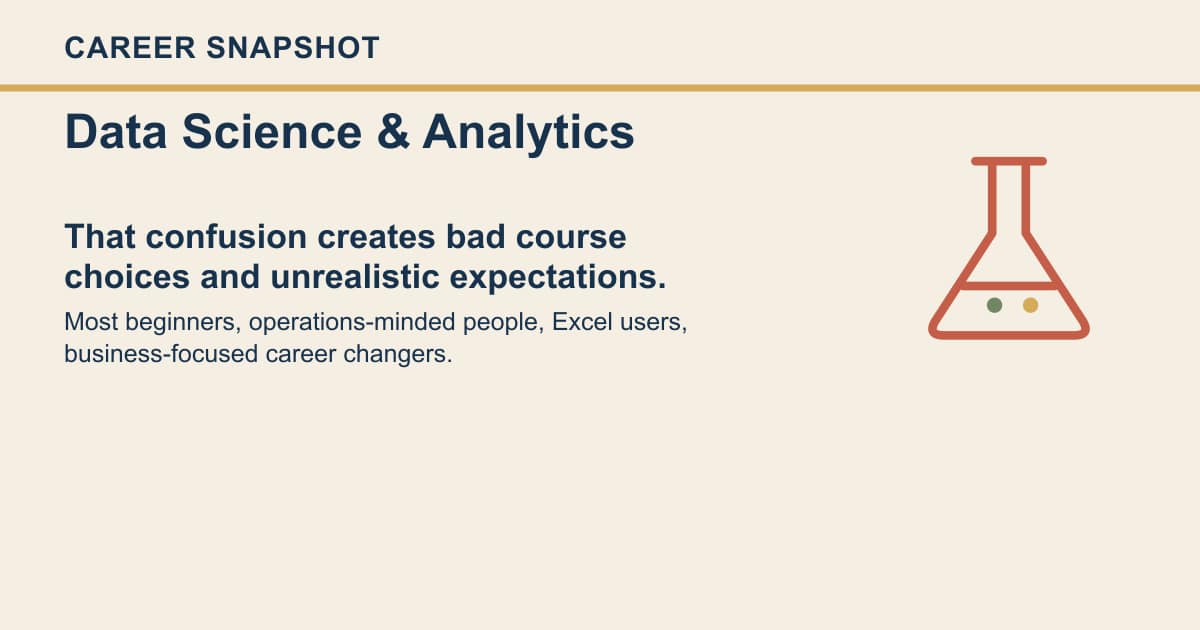 CAREER SNAPSHOT
Data Science & Analytics
That confusion creates bad course
choices and unrealistic expectations.
Most beginners, operations-minded people, Excel users,
business-focused career changers.